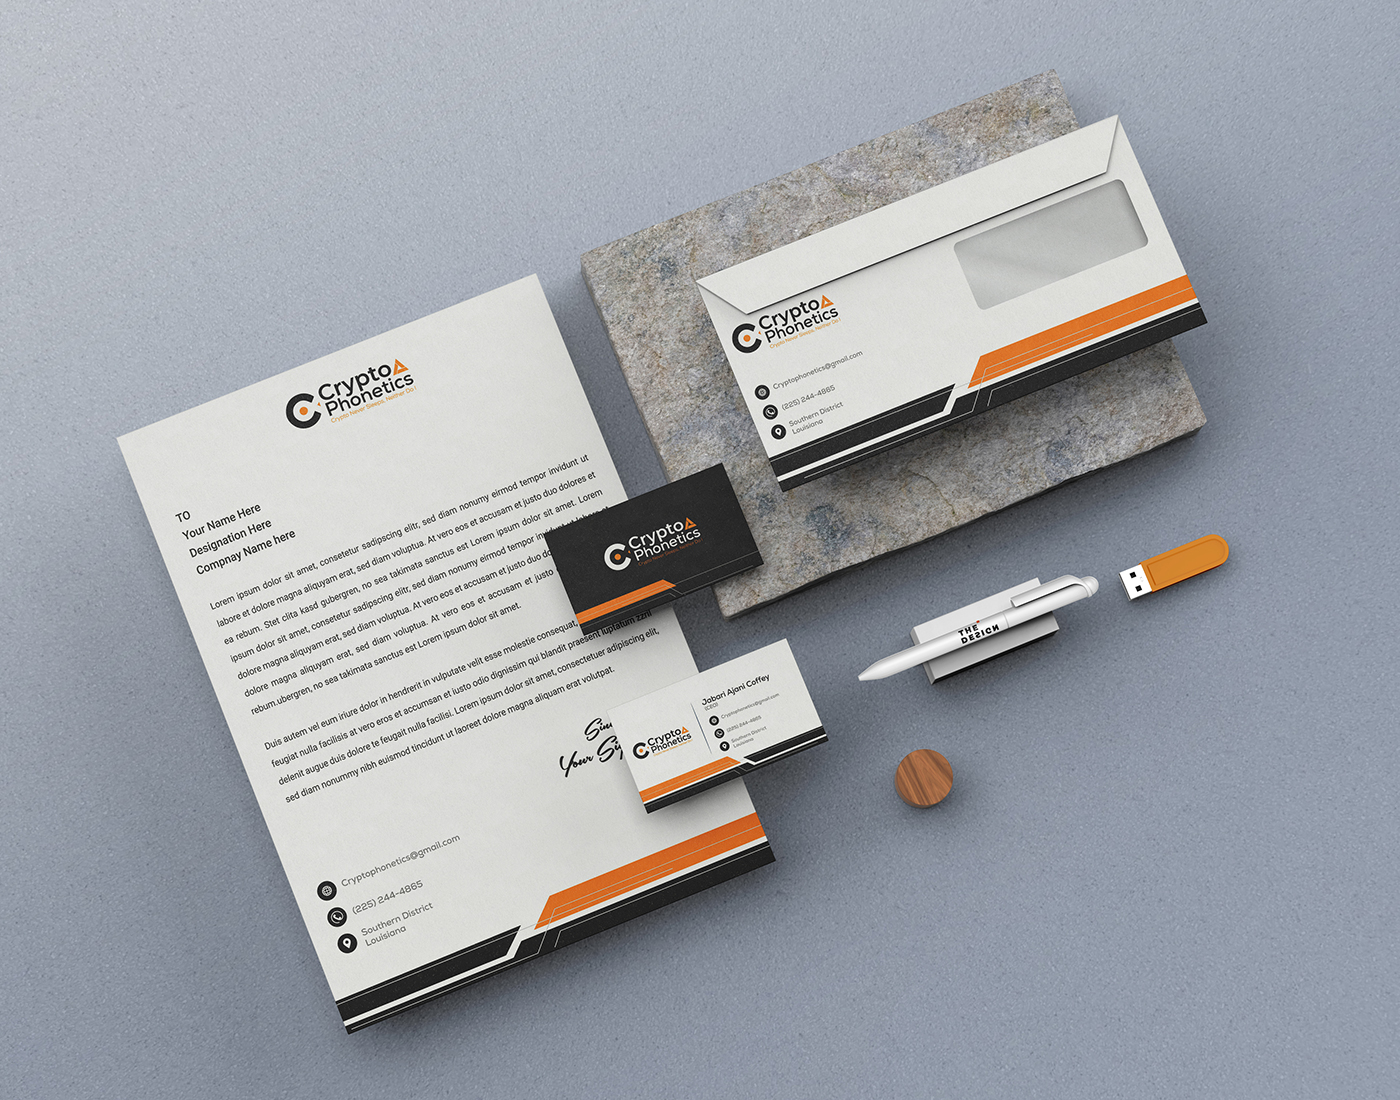 Crypto
Phonetics
Crypto Never Sleeps, Neither Do I
TO
Your Name Here
Designation Here
Compnay Name here
Lorem ipsum dolor sit amet, consetetur sadipscing elitr, sed diam nonumy eirmod tempor invidunt ut
labore et dolore magna aliquyam erat, sed diam voluptua. At vero eos et accusam et justo duo dolores et
ea rebum. Stet clita kasd gubergren, no sea takimata sanctus est Lorem ipsum dolor sit amet. Lorem
ipsum dolor sit amet, consetetur sadipscing elitr, sed diam nonumy eirmod tempor invidunt ut labore et
dolore magna aliquyam erat, sed diam voluptua. At vero eos et accusam et justo duo
dolore magna aliquyam erat, sed diam voluptua. At vero eos et accusam et justo
rebum.ubergren, no sea takimata sanctus est Lorem ipsum dolor sit amet.
Duis autem vel eum iriure dolor in hendrerit in vulputate velit esse molestie consequat,
feugiat nulla facilisis at vero eros et accumsan et iusto odio dignissim qui blandit praesent luptatum zzril
delenit augue duis dolore te feugait nulla facilisi. Lorem ipsum dolor sit amet, consectetuer adipiscing elit,
sed diam nonummy nibh euismod tincidunt ut laoreet dolore magna aliquam erat volutpat.
Your
Cryptophonetics@gmail.com
(225) 244-4865
Southern District
Louisiana
Crypto
Phonetics
Crypto Never Sleeps, Neither Do I
Cryptophonetics@gmail.com
(225) 244-4865
Southern District
Louisiana
Crypto
Phonetics
Crypto Never Sleeps, Neither Do I
Crypto
Phonetics
Jabari Ajani Coffey
(CEO)
Cryptophonetics@gmail.com
(225) 244-4865
Southern District
Louisiana
THE
DESIGN